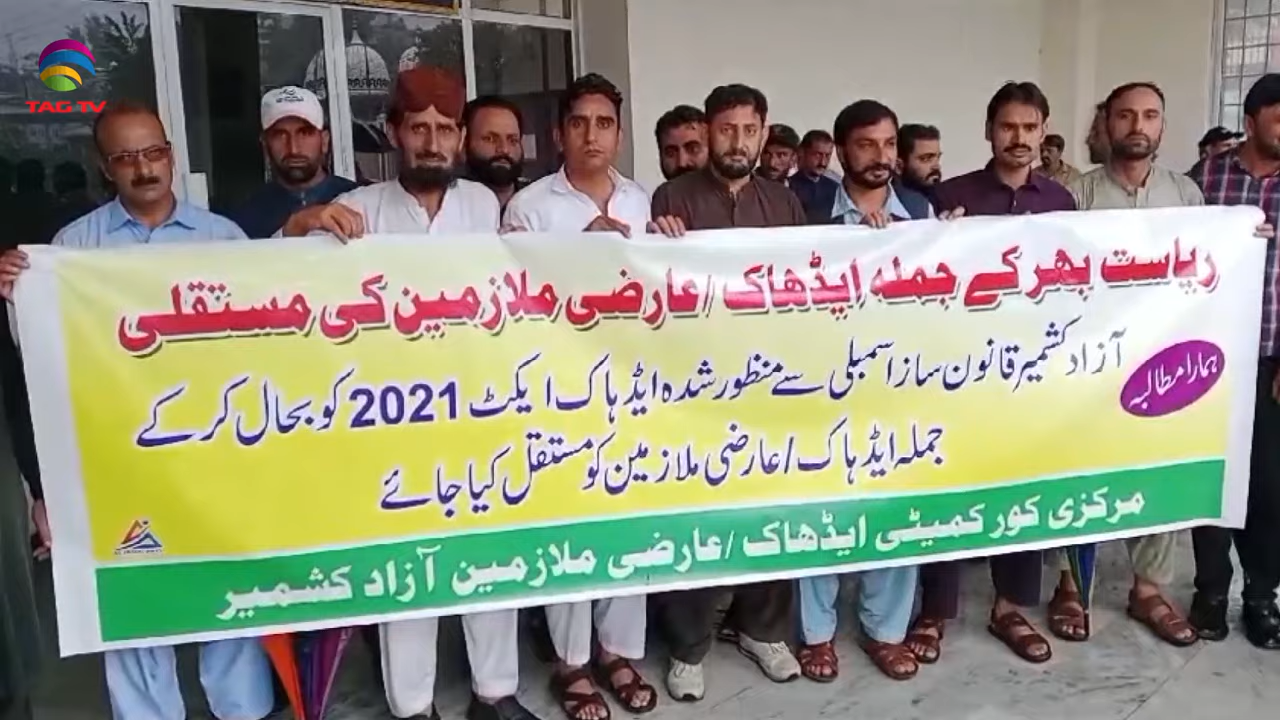 TAG TV
ریاست بھر کے جملہ ایڈھاک/عارضی ملازمین کی مستقلی
ہمارا مطالبہ
آزاد کشمیر قانون ساز اسمبلی سے منظور شدہ ایڈہاک ایکٹ 2021 کو بحال کر کے
جملہ ایڈہاک/عارضی ملازمین کو مستقل کیا جائے
مرکزی کور کمیٹی ایڈھاک/عارضی ملازمین آزاد کشمیر